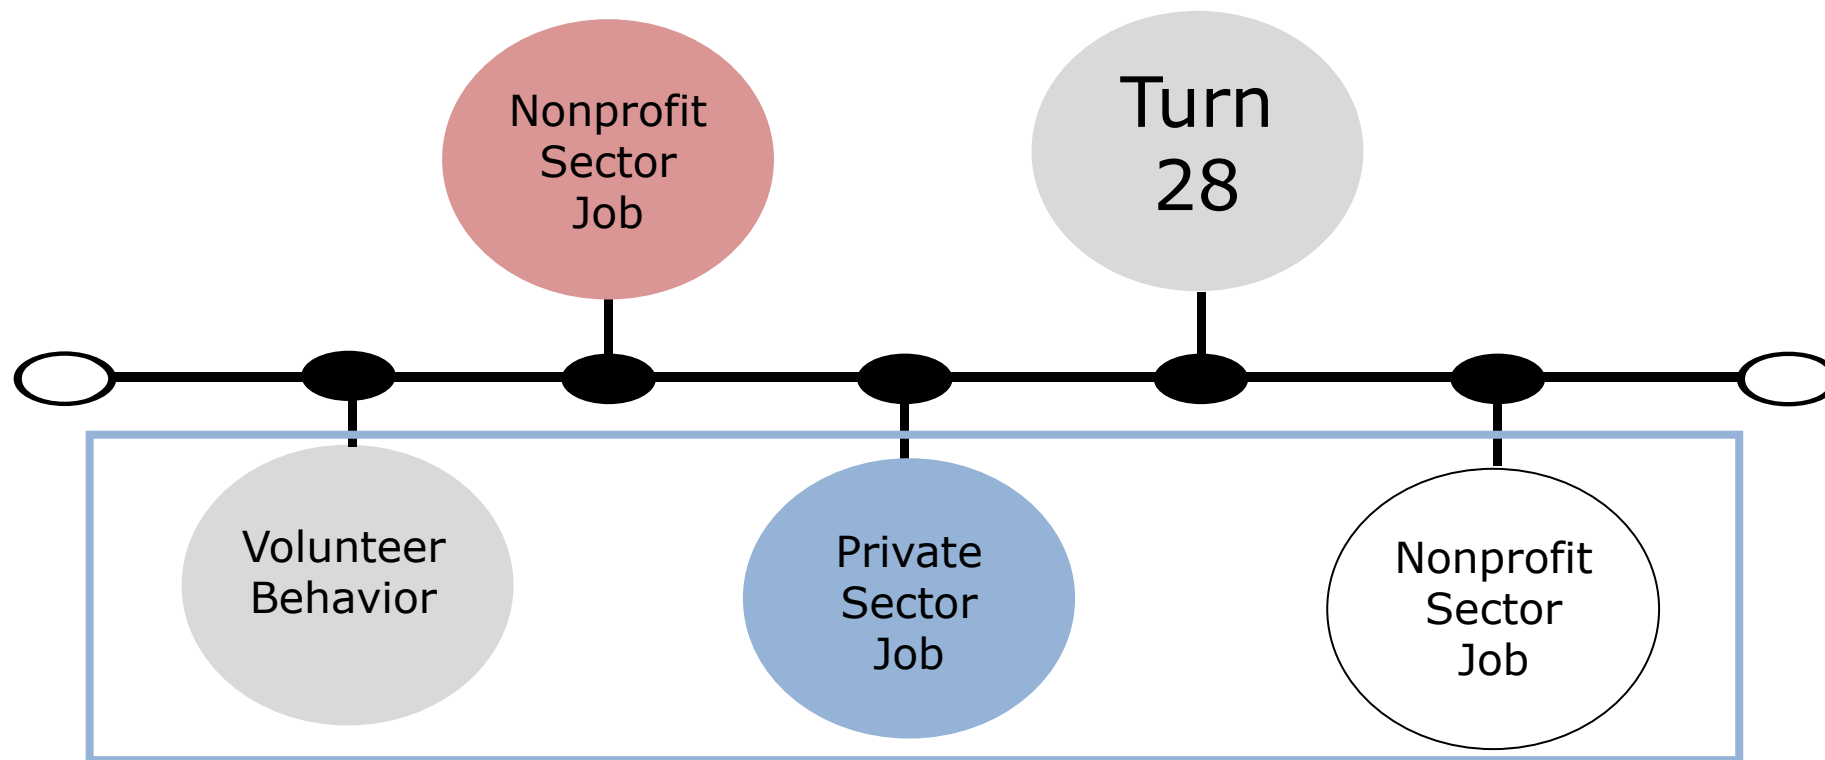 Nonprofit
Sector
Job
Turn
28
Volunteer
Behavior
Private
Sector
Job
Nonprofit
Sector
Job